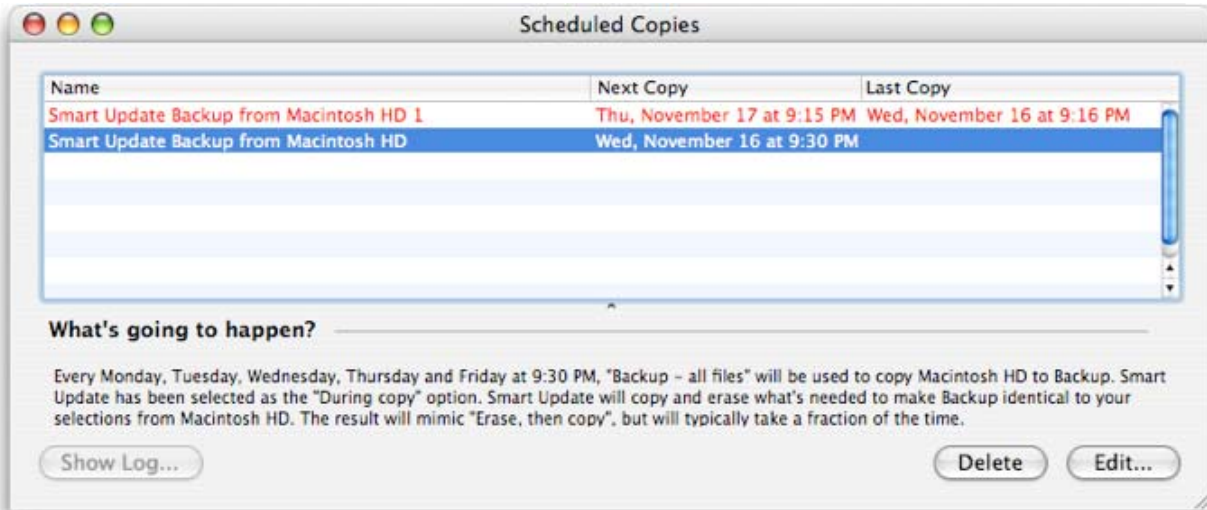 Scheduled Copies
Name Next Copy Last Copy
Smart Update Backup from Macintosh HD 1 Thu, November 17 at 9:15 PM Wed, November 16 at 9:16 PM
Smart Update Backup from Macintosh HD Wed, November 16 at 9:30 PM
What's going to happen?
Every Monday, Tuesday, Wednesday, Thursday and Friday at 9:30 PM, "Backup – all files" will be used to copy Macintosh HD to Backup. Smart
Update has been selected as the "During copy" option. Smart Update will copy and erase what's needed to make Backup identical to your
selections from Macintosh HD. The result will mimic "Erase, then copy", but will typically take a fraction of the time.
Show Log... Delete Edit...